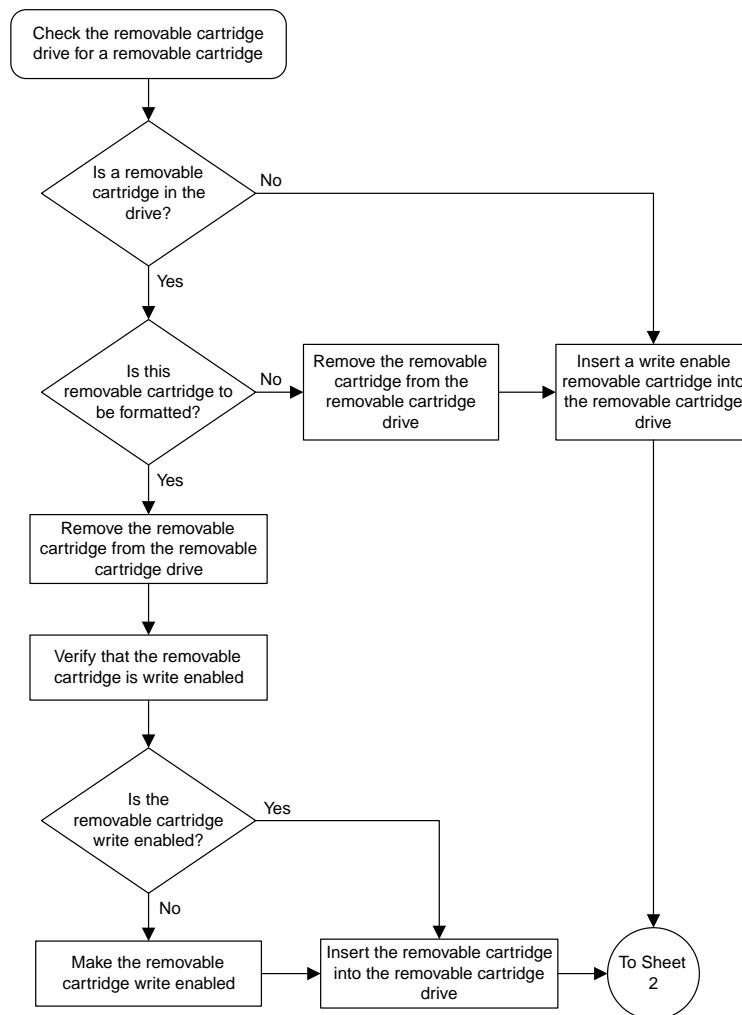 Check the removable cartridge
drive for a removable cartridge
Is a removable
cartridge in the
drive?
No
Yes
Is this
removable cartridge to
be formatted?
No
Remove the removable
cartridge from the
removable cartridge
drive
Insert a write enable
removable cartridge into
the removable cartridge
drive
Yes
Remove the removable
cartridge from the removable
cartridge drive
Verify that the removable
cartridge is write enabled
Is the
removable cartridge
write enabled?
Yes
No
Make the removable
cartridge write enabled
Insert the removable cartridge
into the removable cartridge
drive
To Sheet
2